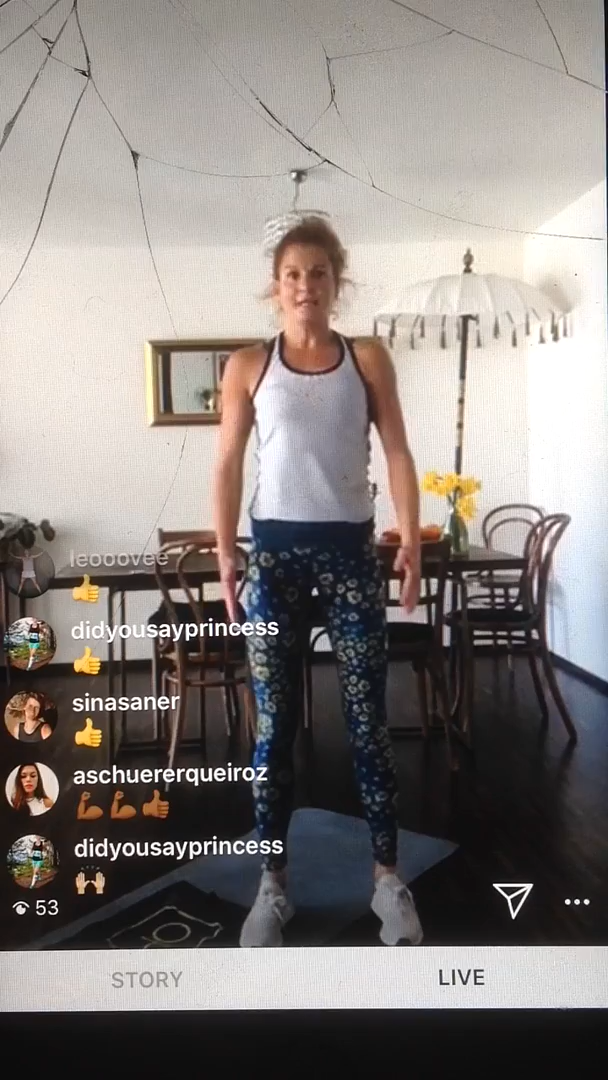 leooovee
didyousayprincess
sinasaner
aschuererqueiroz
didyousayprincess
53
STORY
LIVE